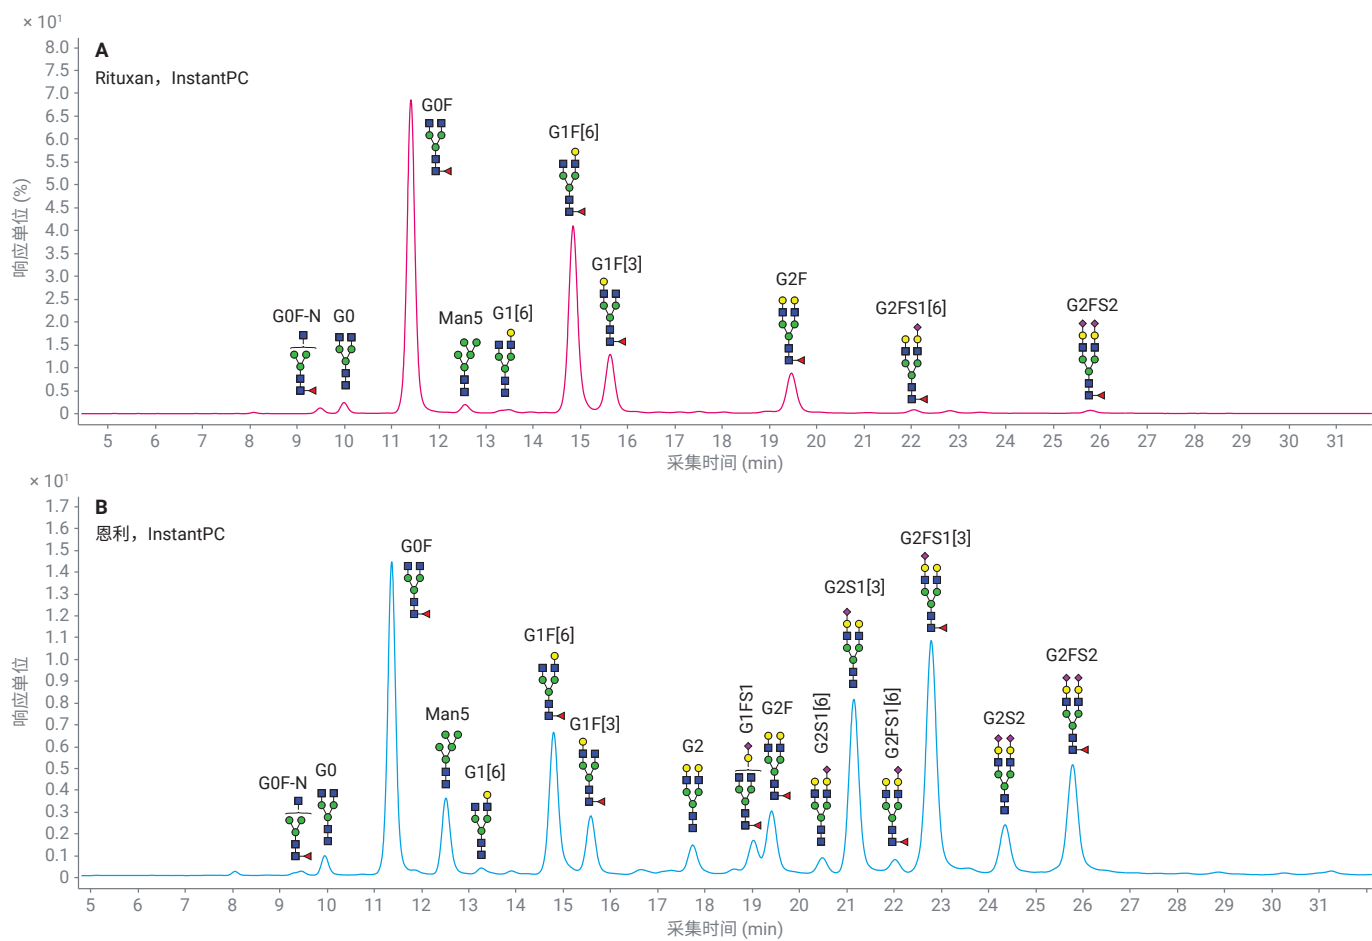 × 10¹
A
Rituxan，InstantPC
8.0
7.5
7.0
6.5
6.0
5.5
5.0
4.5
4.0
3.5
3.0
2.5
2.0
1.5
1.0
0.5
0
响应单位 (%)
G0F-N
G0
G0F
Man5
G1[6]
G1F[6]
G1F[3]
G2F
G2FS1[6]
G2FS2
5 6 7 8 9 10 11 12 13 14 15 16 17 18 19 20 21 22 23 24 25 26 27 28 29 30 31
采集时间 (min)
× 10¹
B
恩利，InstantPC
1.7
1.6
1.5
1.4
1.3
1.2
1.1
1.0
0.9
0.8
0.7
0.6
0.5
0.4
0.3
0.2
0.1
0
响应单位
G0F-N
G0
G0F
Man5
G1[6]
G1F[6]
G1F[3]
G2
G1FS1
G2F
G2S1[6]
G2S1[3]
G2FS1[6]
G2FS1[3]
G2S2
G2FS2
5 6 7 8 9 10 11 12 13 14 15 16 17 18 19 20 21 22 23 24 25 26 27 28 29 30 31
采集时间 (min)